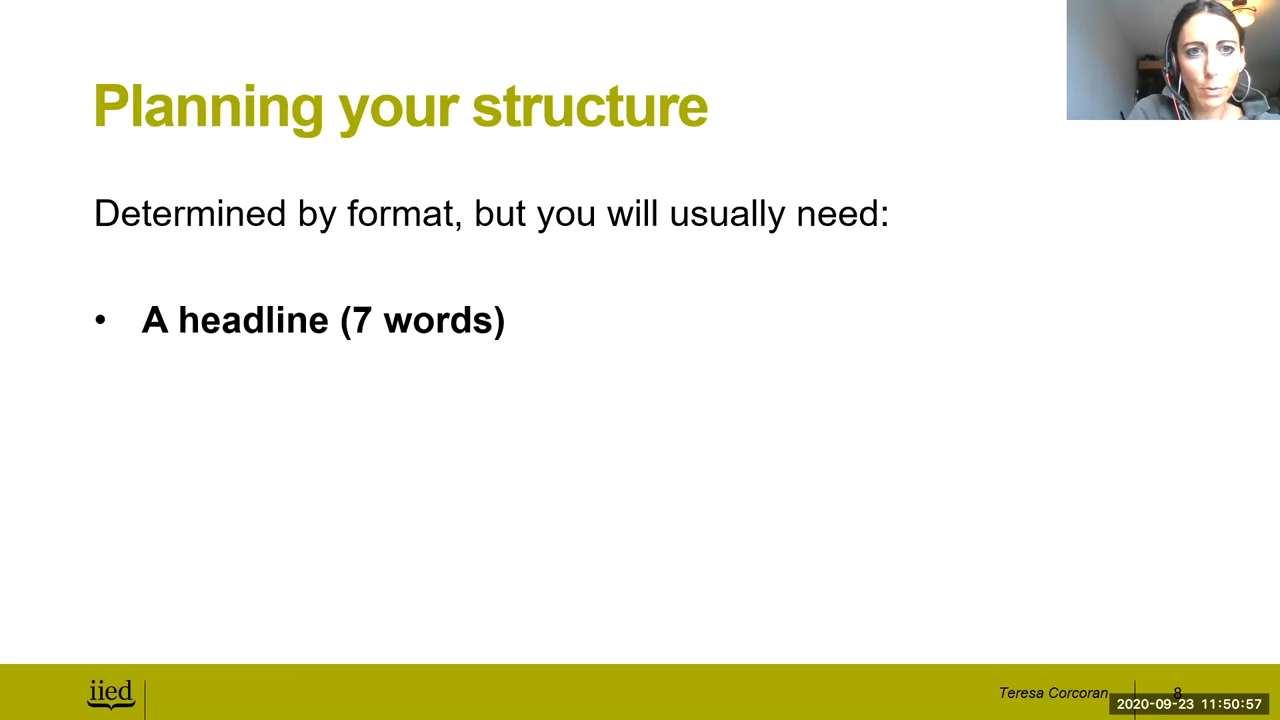 Planning your structure
Determined by format, but you will usually need:
• A headline (7 words)
iied
Teresa Corcoran
8
2020-09-23 11:50:57